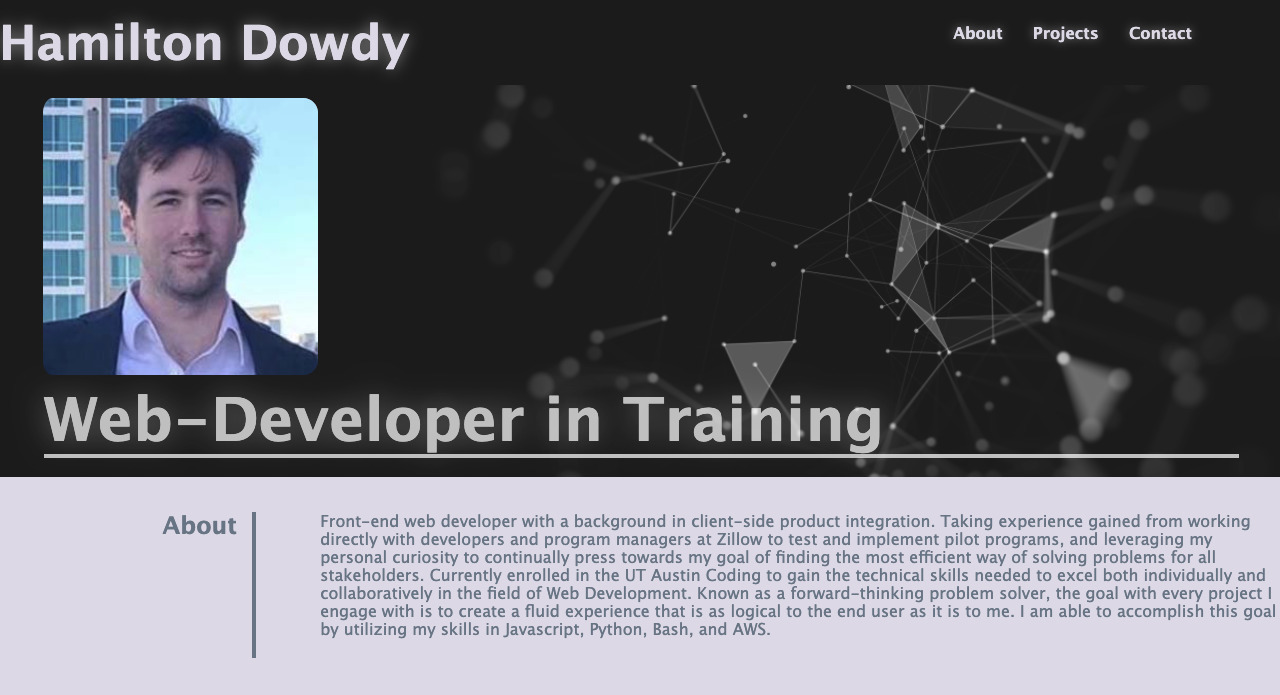 Hamilton Dowdy
About Projects Contact
Web-Developer in Training
About
Front-end web developer with a background in client-side product integration. Taking experience gained from working
directly with developers and program managers at Zillow to test and implement pilot programs, and leveraging my
personal curiosity to continually press towards my goal of finding the most efficient way of solving problems for all
stakeholders. Currently enrolled in the UT Austin Coding to gain the technical skills needed to excel both individually and
collaboratively in the field of Web Development. Known as a forward-thinking problem solver, the goal with every project I
engage with is to create a fluid experience that is as logical to the end user as it is to me. I am able to accomplish this goal
by utilizing my skills in Javascript, Python, Bash, and AWS.